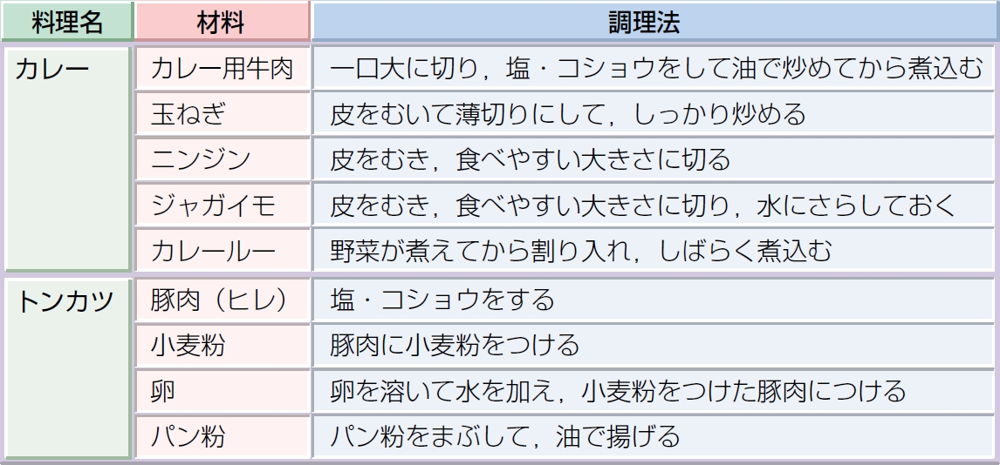 料理名 材料 調理法
カレー カレー用牛肉 一口大に切り，塩・コショウをして油で炒めてから煮込む
玉ねぎ 皮をむいて薄切りにして，しっかり炒める
ニンジン 皮をむき，食べやすい大きさに切る
ジャガイモ 皮をむき，食べやすい大きさに切り，水にさらしておく
カレールー 野菜が煮えてから割り入れ，しばらく煮込む
トンカツ 豚肉（ヒレ） 塩・コショウをする
小麦粉 豚肉に小麦粉をつける
卵 卵を溶いて水を加え，小麦粉をつけた豚肉につける
パン粉 パン粉をまぶして，油で揚げる